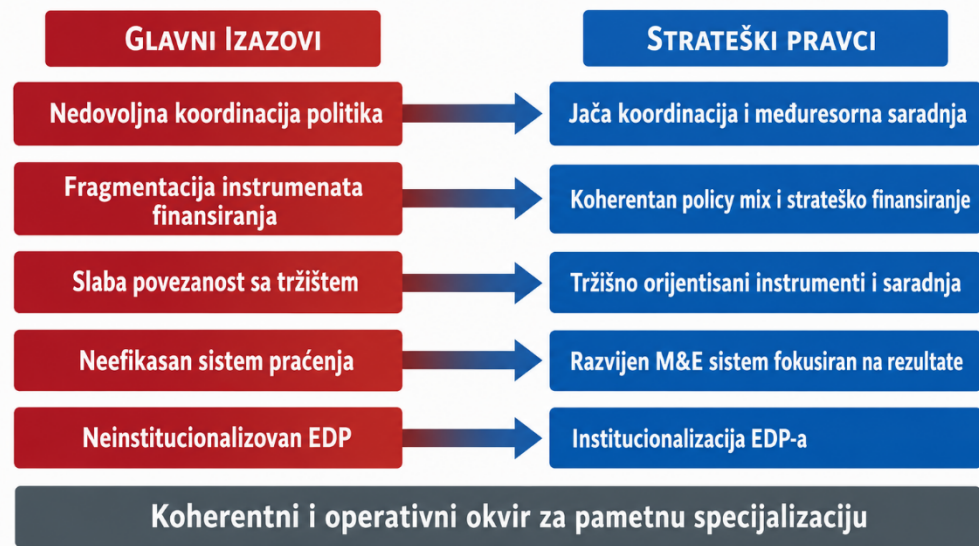 GLAVNI IZAZOVI
STRATEŠKI PRAVCI
Nedovoljna koordinacija politika
Jača koordinacija i međuresorna saradnja
Fragmentacija instrumenata
finansiranja
Koherentan policy mix i strateško finansiranje
Slaba povezanost sa tržištem
Tržišno orijentisani instrumenti i saradnja
Neefikasan sistem praćenja
Razvijen M&E sistem fokusiran na rezultate
Neinstitucionalizovan EDP
Institucionalizacija EDP-a
Koherentni i operativni okvir za pametnu specijalizaciju